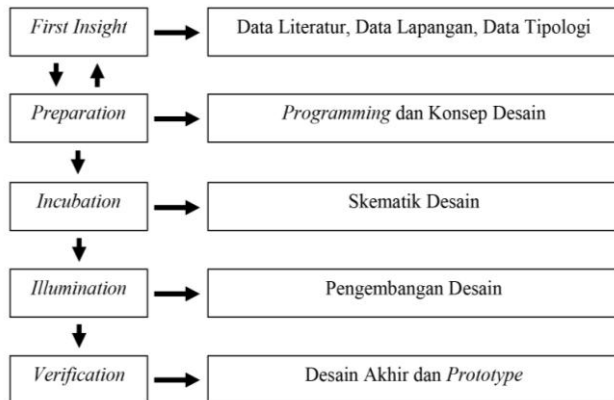 First Insight
Data Literatur, Data Lapangan, Data Tipologi
Preparation
Programming dan Konsep Desain
Incubation
Skematik Desain
Illumination
Pengembangan Desain
Verification
Desain Akhir dan Prototype